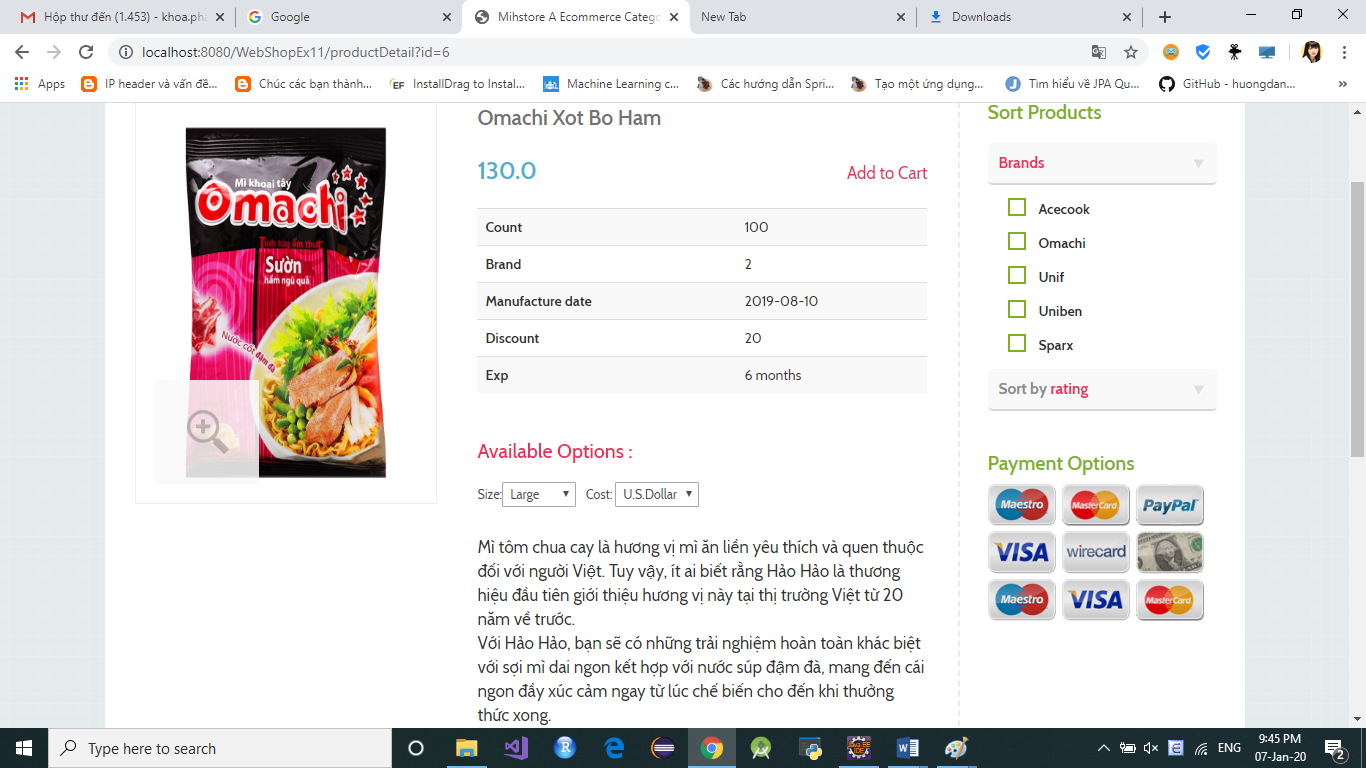 Hộp thư đến (1.453) - khoa.pha
Google
Mihstore A Ecommerce Catego
New Tab
Downloads
localhost:8080/WebShopEx11/productDetail?id=6
Apps
IP header và vấn đề...
Chúc các bạn thành...
EF
InstallDrag to Instal...
Machine Learning c...
Các hướng dẫn Spri...
Tạo một ứng dụng...
Tìm hiểu về JPA Qu...
GitHub - huongdan...
Mì khoai tây
Omachi
Tinh túy ẩm thực
Sườn
hầm ngũ quả
Nước cốt đậm đà
Omachi Xot Bo Ham
130.0
Add to Cart
Count 100
Brand 2
Manufacture date 2019-08-10
Discount 20
Exp 6 months
Available Options :
Size: Large Cost: U.S.Dollar
Mì tôm chua cay là hương vị mì ăn liền yêu thích và quen thuộc
đối với người Việt. Tuy vậy, ít ai biết rằng Hảo Hảo là thương
hiệu đầu tiên giới thiệu hương vị này tại thị trường Việt từ 20
năm về trước.
Với Hảo Hảo, bạn sẽ có những trải nghiệm hoàn toàn khác biệt
với sợi mì dai ngon kết hợp với nước súp đậm đà, mang đến cái
ngon đầy xúc cảm ngay từ lúc chế biến cho đến khi thưởng
thức xong.
Sort Products
Brands
Acecook
Omachi
Unif
Uniben
Sparx
Sort by rating
Payment Options
Maestro MasterCard PayPal
VISA wirecard
Maestro VISA MasterCard
Type here to search
ENG
9:45 PM
07-Jan-20
2